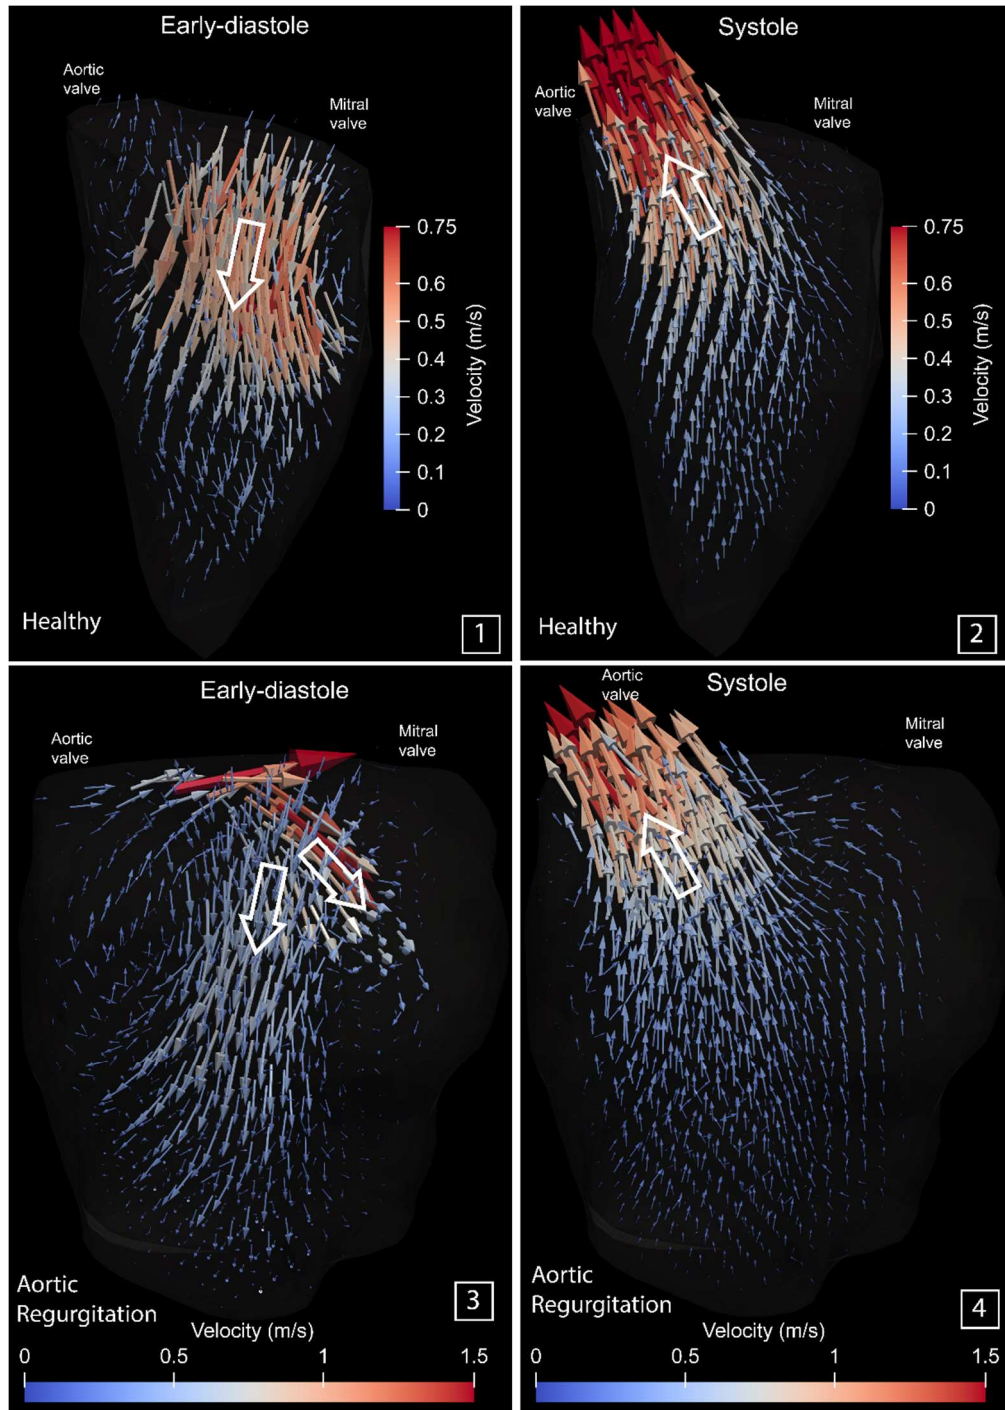 Early-diastole
Aortic
valve
Mitral
valve
0.75
0.6
0.5
0.4
0.3
0.2
0.1
0
Velocity (m/s)
Healthy
1
Systole
Aortic
valve
Mitral
valve
0.75
0.6
0.5
0.4
0.3
0.2
0.1
0
Velocity (m/s)
Healthy
2
Early-diastole
Aortic
valve
Mitral
valve
Aortic
Regurgitation
3
Velocity (m/s)
0 0.5 1 1.5
Aortic
valve
Systole
Mitral
valve
Aortic
Regurgitation
4
Velocity (m/s)
0 0.5 1 1.5